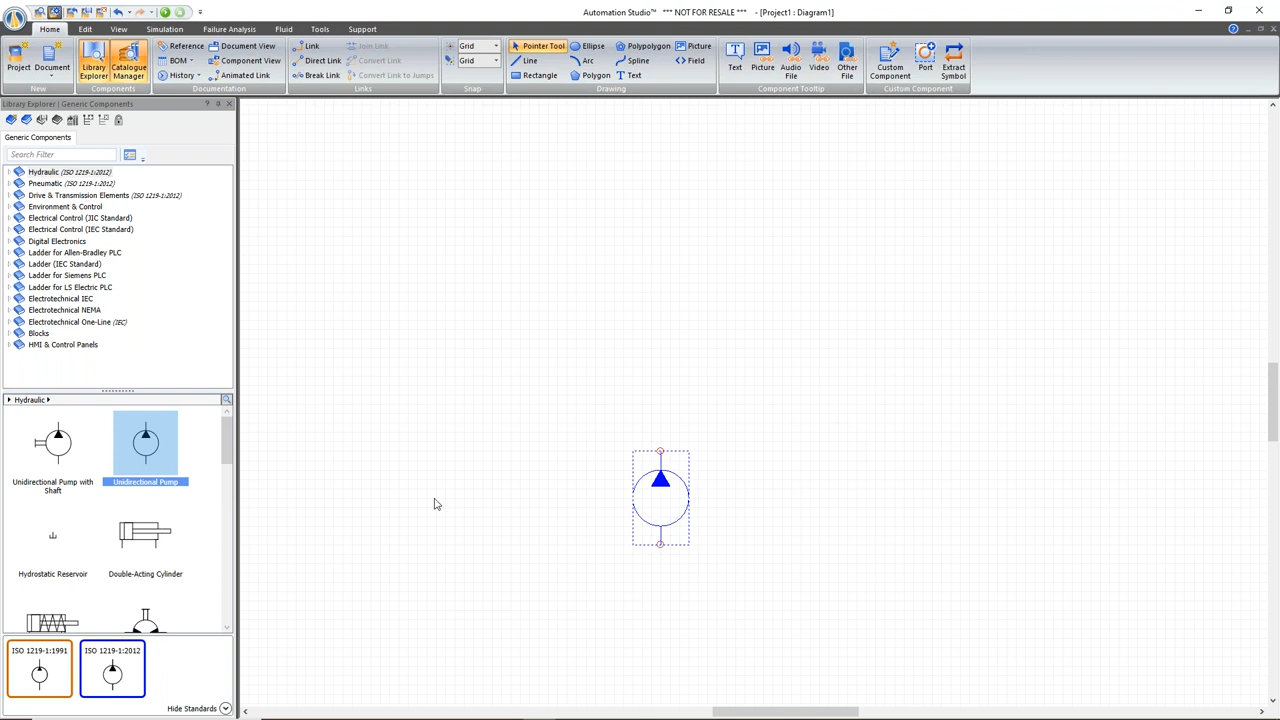 Automation Studio™ *** NOT FOR RESALE *** - [Project1 : Diagram1]
Home Edit View Simulation Failure Analysis Fluid Tools Support
Project Document
New
Library Explorer Catalogue Manager
Components
Reference Document View
BOM Component View
History Animated Link
Documentation
Link Join Link
Direct Link Convert Link
Break Link Convert Link to Jumps
Links
Grid
Grid
Snap
Pointer Tool Ellipse Polypolygon Picture
Line Arc Spline Field
Rectangle Polygon Text
Drawing
Text Picture Audio File Video Other File
Component Tooltip
Custom Component Port Extract Symbol
Custom Component
Library Explorer | Generic Components
Generic Components
Search Filter
Hydraulic (ISO 1219-1:2012)
Pneumatic (ISO 1219-1:2012)
Drive & Transmission Elements (ISO 1219-1:2012)
Environment & Control
Electrical Control (JIC Standard)
Electrical Control (IEC Standard)
Digital Electronics
Ladder for Allen-Bradley PLC
Ladder (IEC Standard)
Ladder for Siemens PLC
Ladder for LS Electric PLC
Electrotechnical IEC
Electrotechnical NEMA
Electrotechnical One-Line (IEC)
Blocks
HMI & Control Panels
Hydraulic
Unidirectional Pump with Shaft
Unidirectional Pump
Hydrostatic Reservoir
Double-Acting Cylinder
ISO 1219-1:1991 ISO 1219-1:2012
Hide Standards